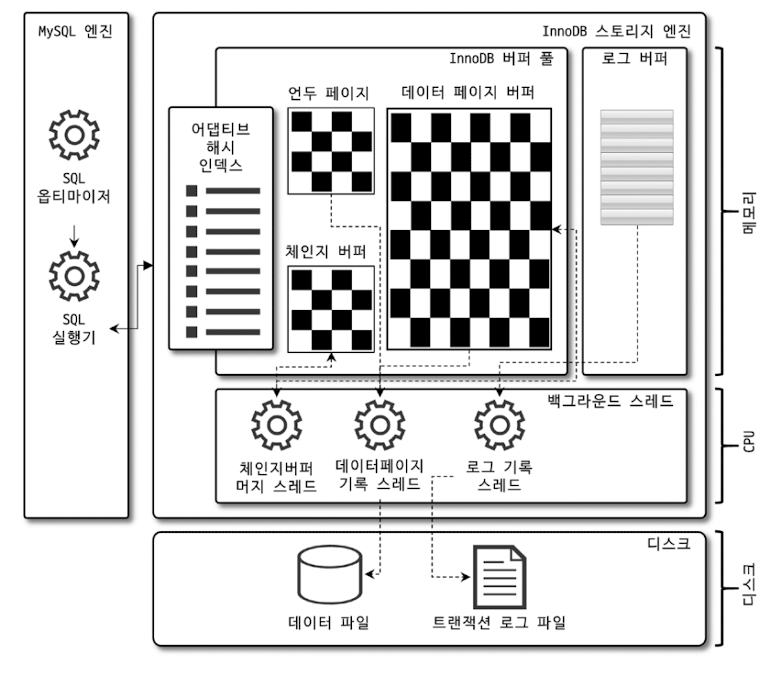 MySQL 엔진
SQL
옵티마이저
SQL
실행기
InnoDB 스토리지 엔진
InnoDB 버퍼 풀
로그 버퍼
언두 페이지
데이터 페이지 버퍼
어댑티브
해시
인덱스
체인지 버퍼
메모리
백그라운드 스레드
체인지버퍼
머지 스레드
데이터페이지
기록 스레드
로그 기록
스레드
CPU
디스크
데이터 파일
트랜잭션 로그 파일
디스크